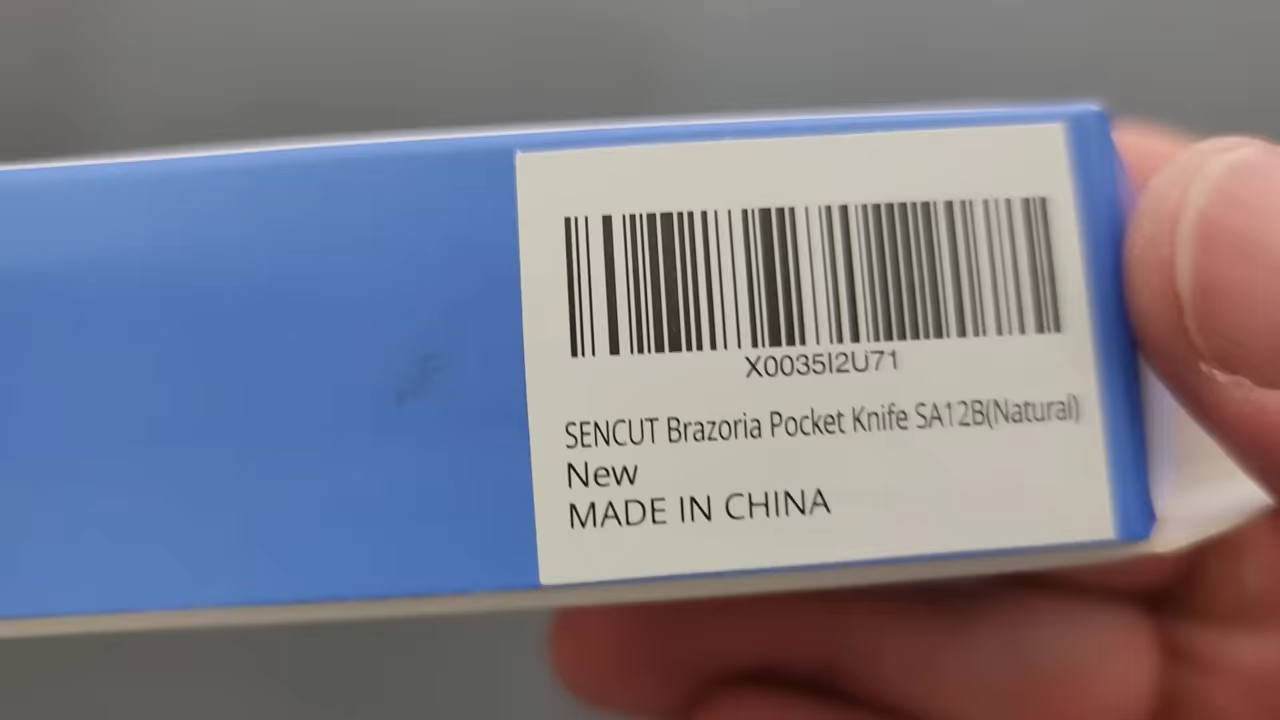 X0035I2U71
SENCUT Brazoria Pocket Knife SA12B(Natural)
New
MADE IN CHINA